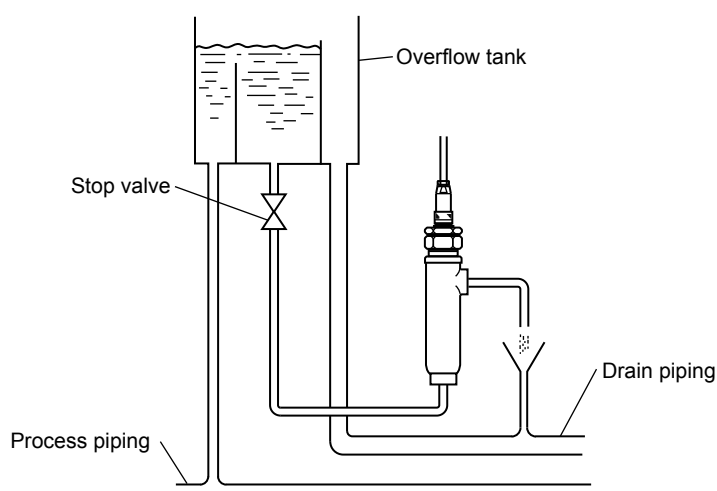 Overflow tank
Stop valve
Drain piping
Process piping